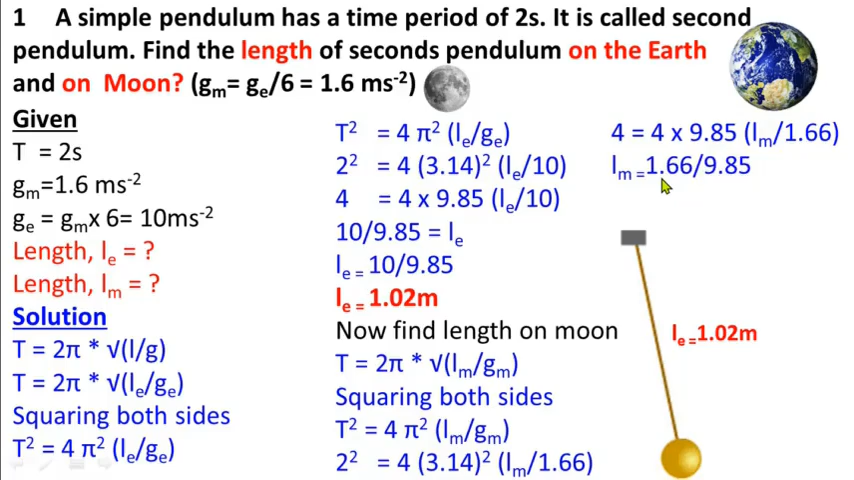 1 A simple pendulum has a time period of 2s. It is called second
pendulum. Find the length of seconds pendulum on the Earth
and on Moon? (gₘ= gₑ/6 = 1.6 ms⁻²)
Given
T = 2s
gₘ=1.6 ms⁻²
gₑ = gₘx 6= 10ms⁻²
Length, lₑ = ?
Length, lₘ = ?
Solution
T = 2π * √(l/g)
T = 2π * √(lₑ/gₑ)
Squaring both sides
T² = 4 π² (lₑ/gₑ)
T² = 4 π² (lₑ/gₑ)
2² = 4 (3.14)² (lₑ/10)
4 = 4 x 9.85 (lₑ/10)
10/9.85 = lₑ
lₑ = 10/9.85
lₑ = 1.02m
Now find length on moon
T = 2π * √(lₘ/gₘ)
Squaring both sides
T² = 4 π² (lₘ/gₘ)
2² = 4 (3.14)² (lₘ/1.66)
4 = 4 x 9.85 (lₘ/1.66)
lₘ =1.66/9.85
lₑ =1.02m